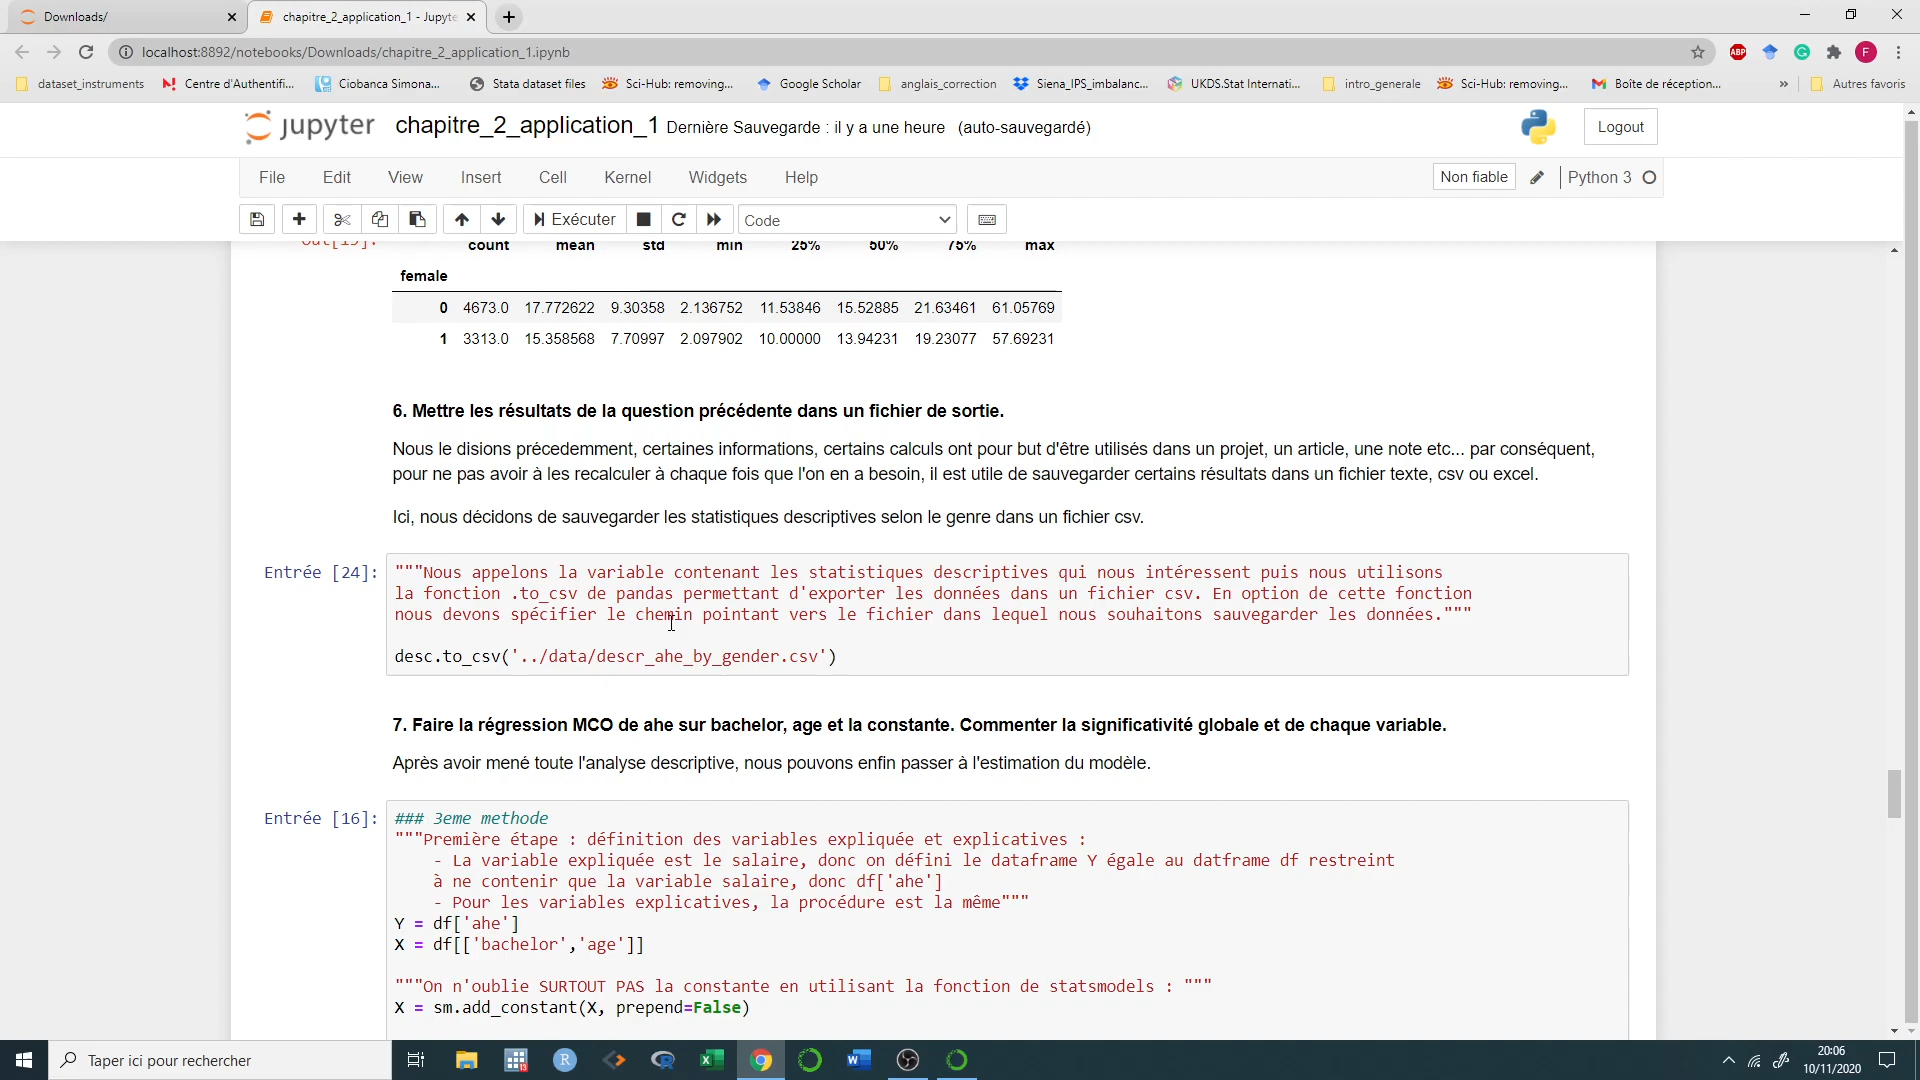 Downloads/
chapitre_2_application_1 - Jupyte
localhost:8892/notebooks/Downloads/chapitre_2_application_1.ipynb
ABP
F
dataset_instruments
Centre d'Authentifi...
Ciobanca Simona...
Stata dataset files
Sci-Hub: removing...
Google Scholar
anglais_correction
Siena_IPS_imbalanc...
UKDS.Stat Internati...
intro_generale
Sci-Hub: removing...
Boîte de réception...
»
Autres favoris
jupyter chapitre_2_application_1 Dernière Sauvegarde : il y a une heure (auto-sauvegardé)
Logout
File Edit View Insert Cell Kernel Widgets Help
Non fiable
Python 3
Exécuter
Code
Out[15]:
count mean std min 25% 50% 75% max
female
0 4673.0 17.772622 9.30358 2.136752 11.53846 15.52885 21.63461 61.05769
1 3313.0 15.358568 7.70997 2.097902 10.00000 13.94231 19.23077 57.69231
6. Mettre les résultats de la question précédente dans un fichier de sortie.
Nous le disions précedemment, certaines informations, certains calculs ont pour but d'être utilisés dans un projet, un article, une note etc... par conséquent,
pour ne pas avoir à les recalculer à chaque fois que l'on en a besoin, il est utile de sauvegarder certains résultats dans un fichier texte, csv ou excel.
Ici, nous décidons de sauvegarder les statistiques descriptives selon le genre dans un fichier csv.
Entrée [24]: """Nous appelons la variable contenant les statistiques descriptives qui nous intéressent puis nous utilisons
la fonction .to_csv de pandas permettant d'exporter les données dans un fichier csv. En option de cette fonction
nous devons spécifier le chemin pointant vers le fichier dans lequel nous souhaitons sauvegarder les données."""
desc.to_csv('../data/descr_ahe_by_gender.csv')
7. Faire la régression MCO de ahe sur bachelor, age et la constante. Commenter la significativité globale et de chaque variable.
Après avoir mené toute l'analyse descriptive, nous pouvons enfin passer à l'estimation du modèle.
Entrée [16]: ### 3eme methode
"""Première étape : définition des variables expliquée et explicatives :
- La variable expliquée est le salaire, donc on défini le dataframe Y égale au datframe df restreint
à ne contenir que la variable salaire, donc df['ahe']
- Pour les variables explicatives, la procédure est la même"""
Y = df['ahe']
X = df[['bachelor','age']]
"""On n'oublie SURTOUT PAS la constante en utilisant la fonction de statsmodels : """
X = sm.add_constant(X, prepend=False)
Taper ici pour rechercher
20:06
10/11/2020